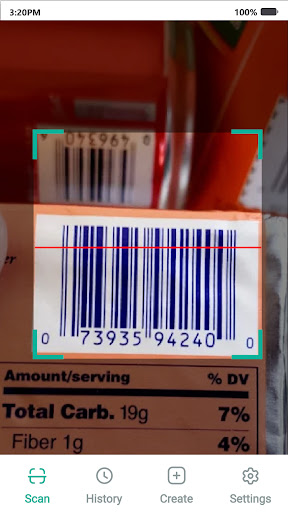 3:20PM 100%
er
0 73935 94240 0
Amount/serving % DV
Total Carb. 19g 7%
Fiber 1g 4%
Scan History Create Settings